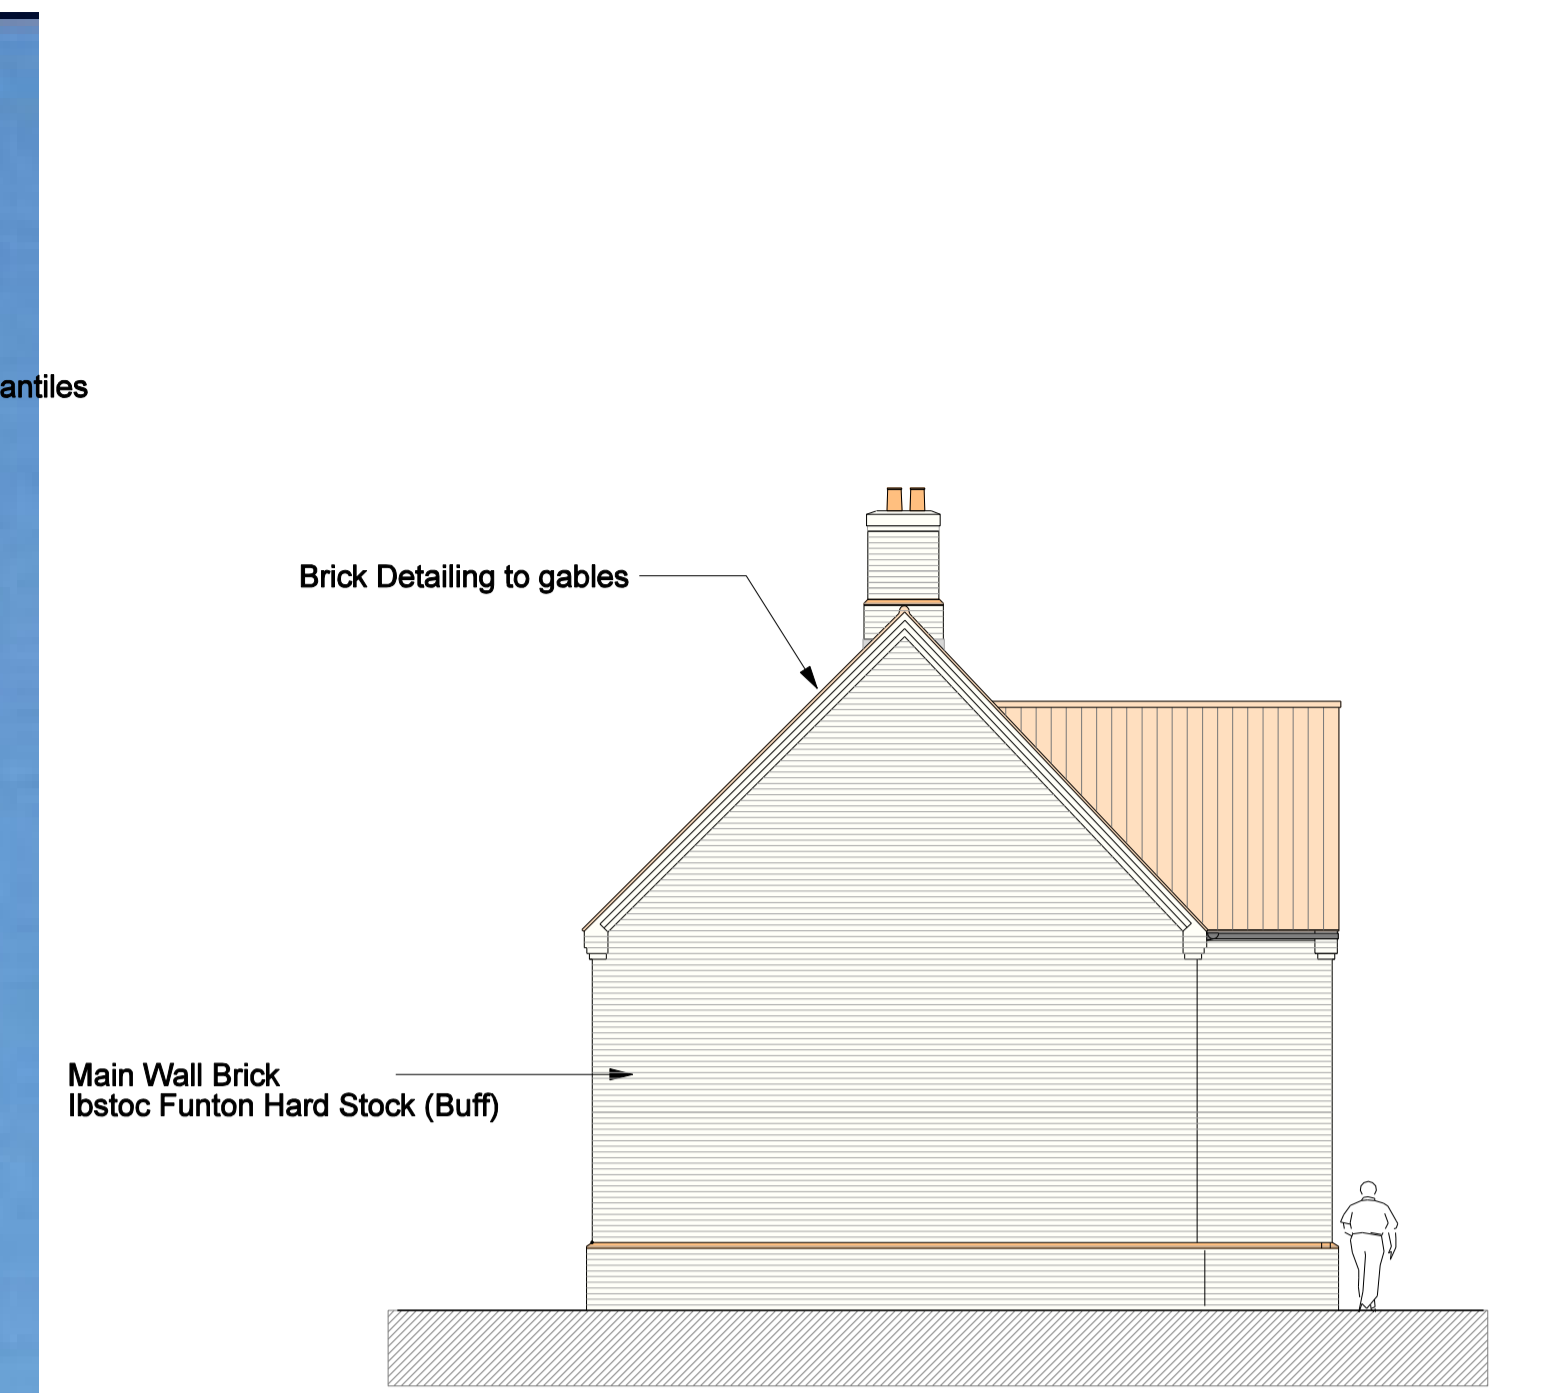 antiles
Brick Detailing to gables
Main Wall Brick
Ibstoc Funton Hard Stock (Buff)